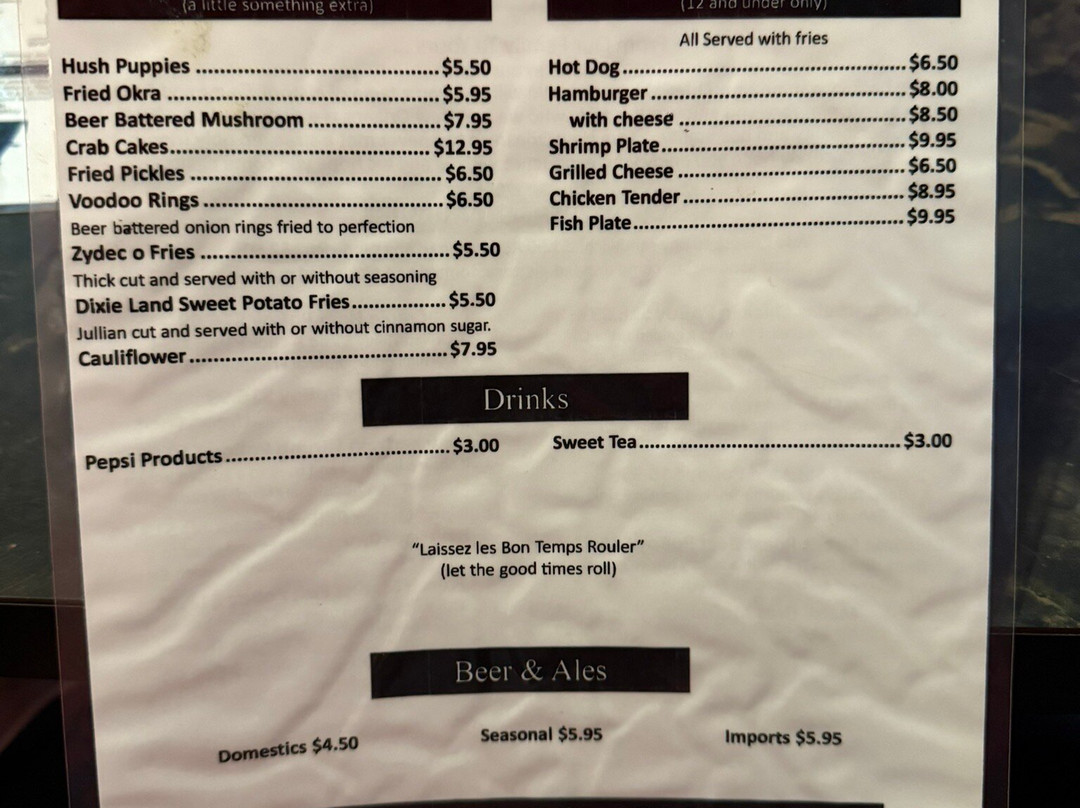 (a little something extra)
Hush Puppies ........................................ $5.50
Fried Okra ............................................. $5.95
Beer Battered Mushroom ...................... $7.95
Crab Cakes........................................... $12.95
Fried Pickles .......................................... $6.50
Voodoo Rings ........................................ $6.50
Beer battered onion rings fried to perfection
Zydec o Fries ......................................... $5.50
Thick cut and served with or without seasoning
Dixie Land Sweet Potato Fries............... $5.50
Jullian cut and served with or without cinnamon sugar.
Cauliflower ........................................... $7.95
(12 and under only)
All Served with fries
Hot Dog ................................................ $6.50
Hamburger ........................................... $8.00
with cheese ....................................... $8.50
Shrimp Plate.......................................... $9.95
Grilled Cheese ....................................... $6.50
Chicken Tender ...................................... $8.95
Fish Plate.............................................. $9.95
Drinks
Pepsi Products ...................................... $3.00
Sweet Tea ............................................. $3.00
“Laissez les Bon Temps Rouler”
(let the good times roll)
Beer & Ales
Domestics $4.50
Seasonal $5.95
Imports $5.95